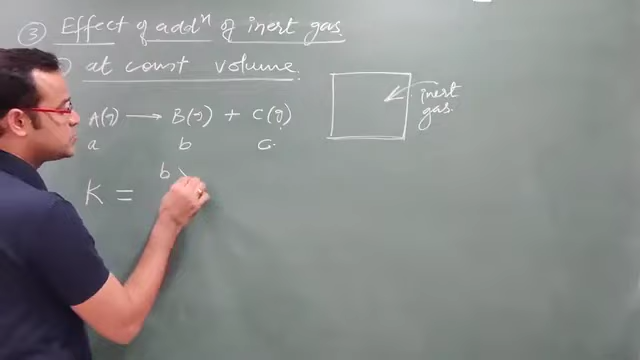 ③ Effect of addⁿ of inert gas
at const volume
A(g) ⟶ B(g) + C(g)
a b c
inert gas
K = b